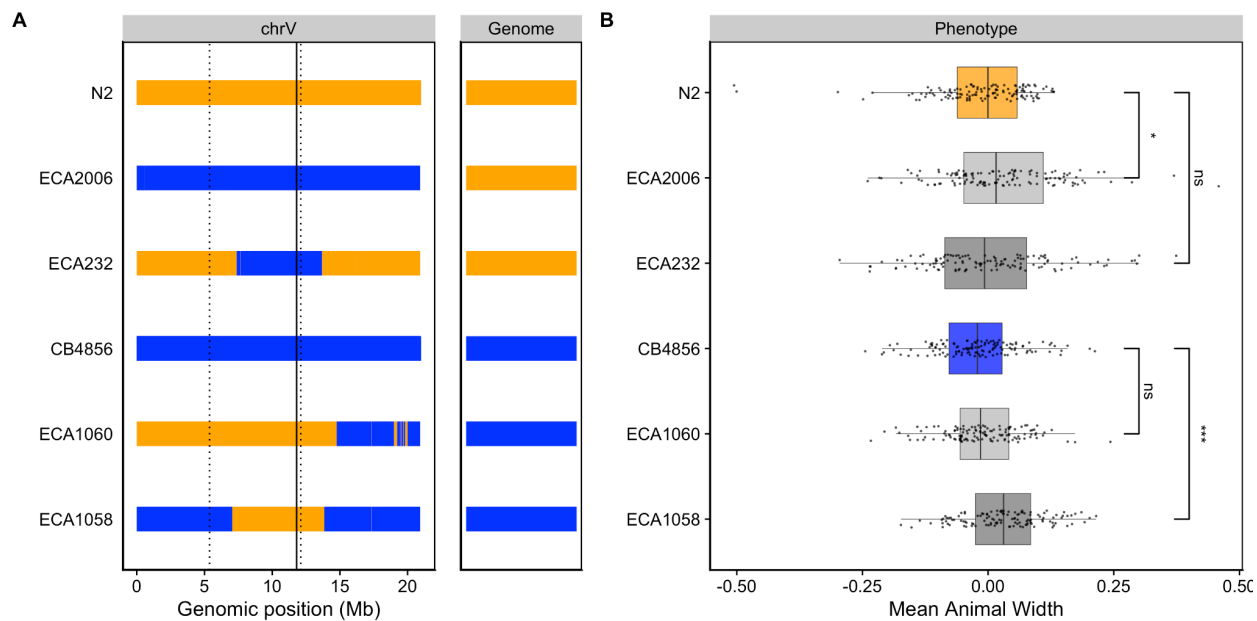 A
chrV
Genome
N2
ECA2006
ECA232
CB4856
ECA1060
ECA1058
0
5
10
15
20
Genomic position (Mb)
B
Phenotype
N2
ECA2006
ECA232
CB4856
ECA1060
ECA1058
*
ns
ns
***
-0.50
-0.25
0.00
0.25
0.50
Mean Animal Width